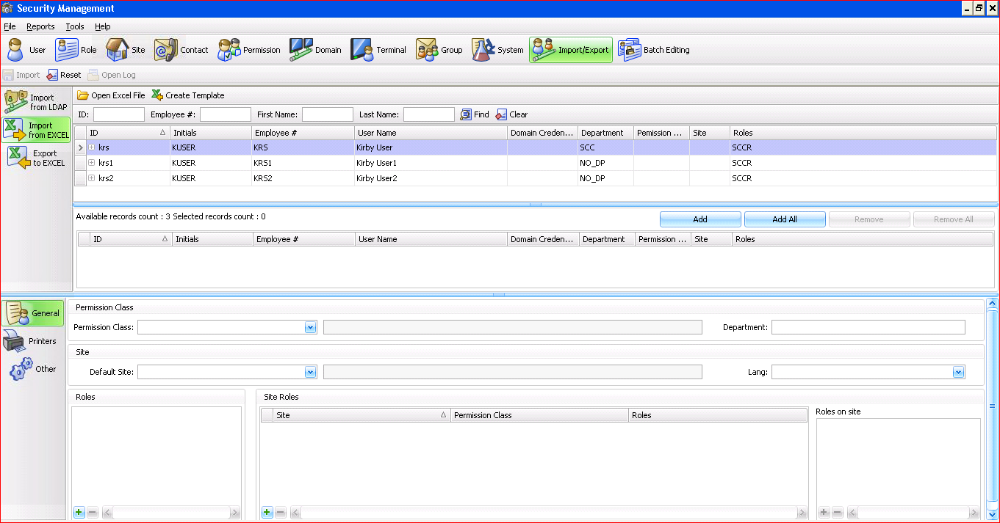 Security Management
File Reports Tools Help
User Role Site Contact Permission Domain Terminal Group System Import/Export Batch Editing
Import Reset Open Log
Import from LDAP
Import from EXCEL
Export to EXCEL
Open Excel File Create Template
ID: Employee #: First Name: Last Name: Find Clear
ID Initials Employee # User Name Domain Creden... Department Pemission ... Site Roles
krs KUSER KRS Kirby User SCC SCCR
krs1 KUSER KRS1 Kirby User1 NO_DP SCCR
krs2 KUSER KRS2 Kirby User2 NO_DP SCCR
Available records count : 3 Selected records count : 0 Add Add All Remove Remove All
ID Initials Employee # User Name Domain Creden... Department Permission ... Site Roles
General
Printers
Other
Permission Class
Permission Class: Department:
Site
Default Site: Lang:
Roles
Site Roles
Site Permission Class Roles
Roles on site